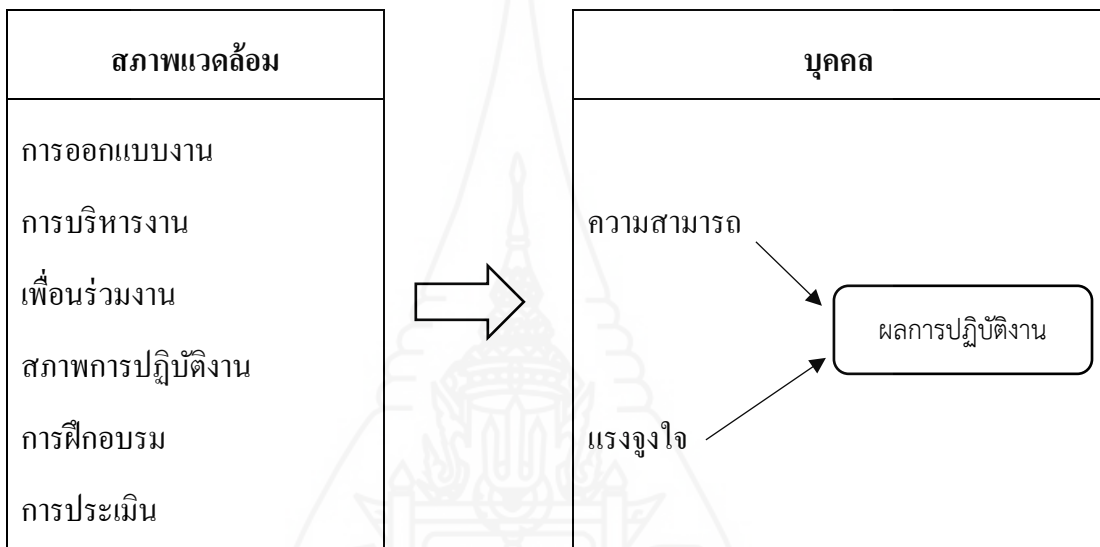 สภาพแวดล้อม
การออกแบบงาน
การบริหารงาน
เพื่อนร่วมงาน
สภาพการปฏิบัติงาน
การฝึกอบรม
การประเมิน
บุคคล
ความสามารถ
ผลการปฏิบัติงาน
แรงจูงใจ